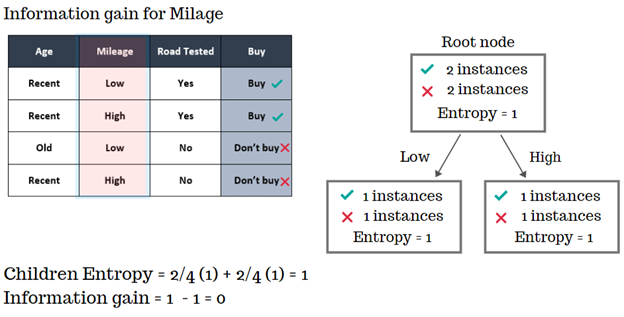 Information gain for Milage
Age Mileage Road Tested Buy
Recent Low Yes Buy ✓
Recent High Yes Buy ✓
Old Low No Don't buy ✗
Recent High No Don't buy ✗
Root node
✓ 2 instances
✗ 2 instances
Entropy = 1
Low High
✓ 1 instances
✗ 1 instances
Entropy = 1
✓ 1 instances
✗ 1 instances
Entropy = 1
Children Entropy = 2/4 (1) + 2/4 (1) = 1
Information gain = 1 - 1 = 0